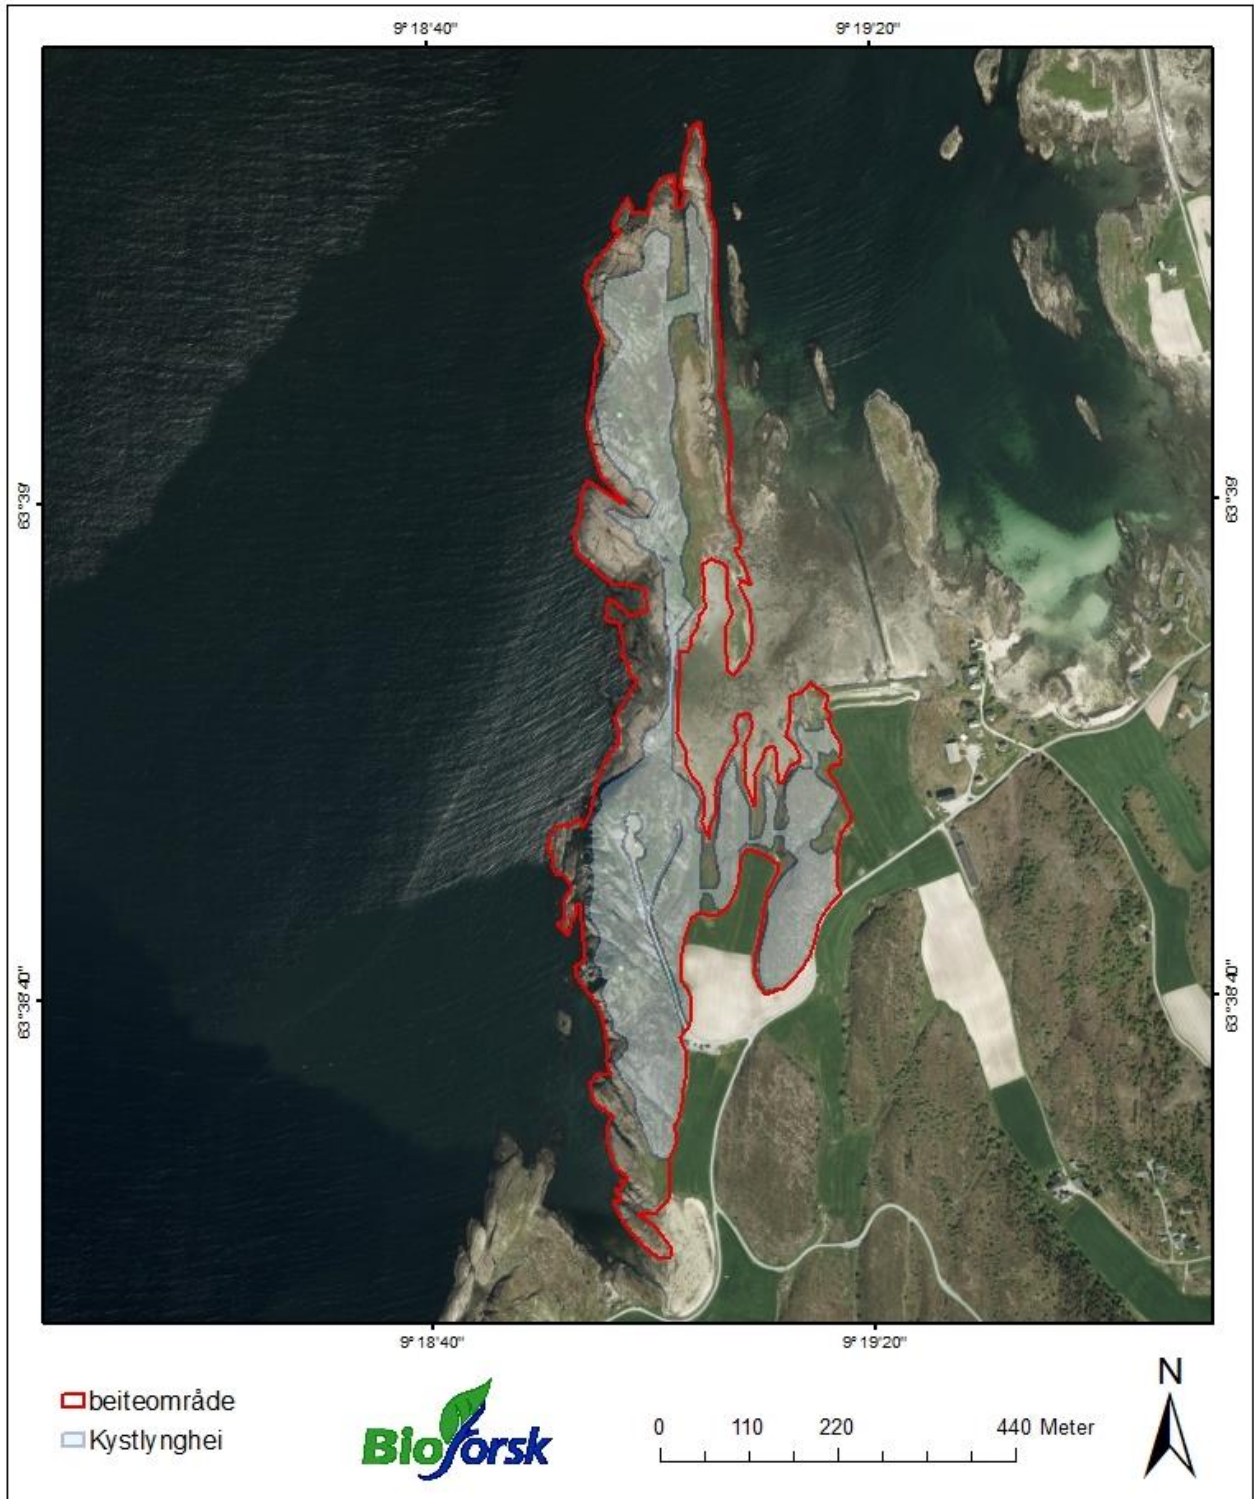 9° 18'40" 9° 19'20"
63°39' 63°39'
63°38'40" 63°38'40"
9° 18'40" 9° 19'20"
beiteområde
Kystlynghei
Bioforsk
0 110 220 440 Meter
N